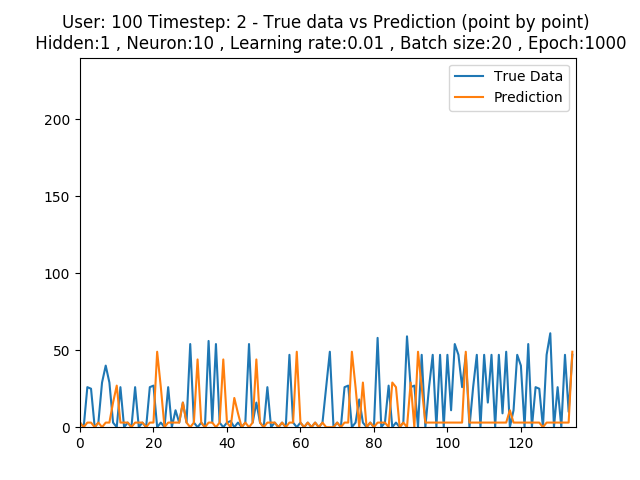 User: 100 Timestep: 2 - True data vs Prediction (point by point)
Hidden:1 , Neuron:10 , Learning rate:0.01 , Batch size:20 , Epoch:1000
True Data
Prediction
200
150
100
50
0
0 20 40 60 80 100 120